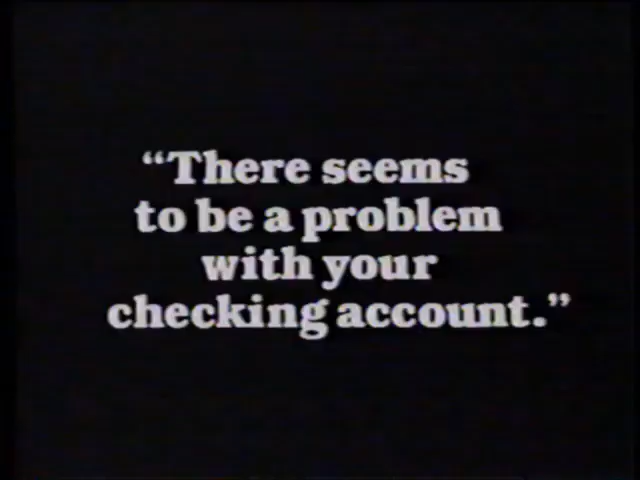 “There seems
to be a problem
with your
checking account.”